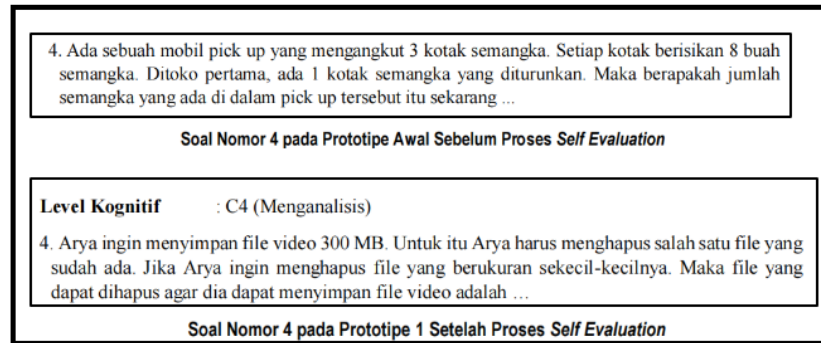 4. Ada sebuah mobil pick up yang mengangkut 3 kotak semangka. Setiap kotak berisikan 8 buah
semangka. Ditoko pertama, ada 1 kotak semangka yang diturunkan. Maka berapakah jumlah
semangka yang ada di dalam pick up tersebut itu sekarang ...
Soal Nomor 4 pada Prototipe Awal Sebelum Proses Self Evaluation
Level Kognitif : C4 (Menganalisis)
4. Arya ingin menyimpan file video 300 MB. Untuk itu Arya harus menghapus salah satu file yang
sudah ada. Jika Arya ingin menghapus file yang berukuran sekecil-kecilnya. Maka file yang
dapat dihapus agar dia dapat menyimpan file video adalah …
Soal Nomor 4 pada Prototipe 1 Setelah Proses Self Evaluation